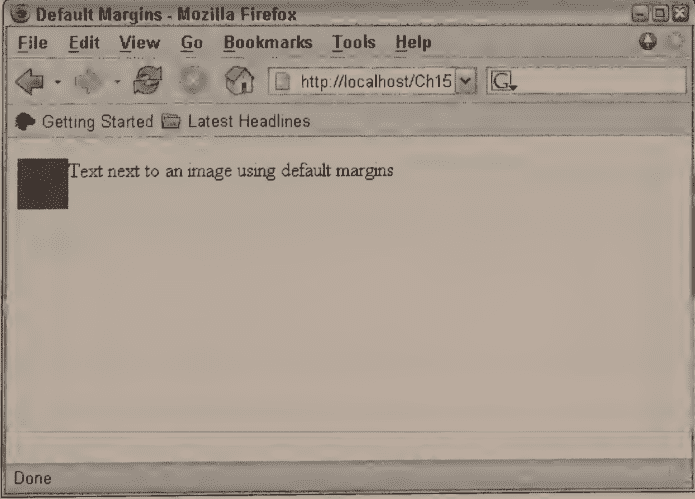 Default Margins - Mozilla Firefox
File Edit View Go Bookmarks Tools Help
http://localhost/Ch15 G
Getting Started Latest Headlines
Text next to an image using default margins
Done